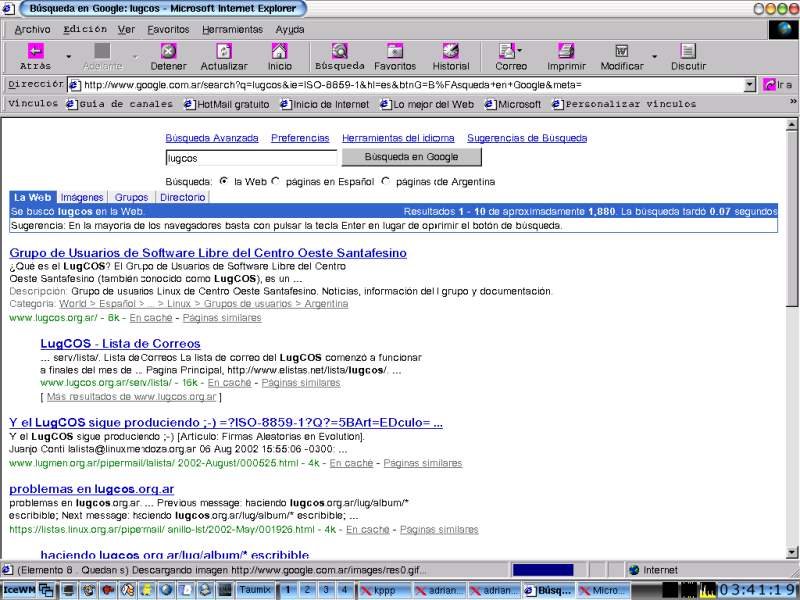 Búsqueda en Google: lugcos - Microsoft Internet Explorer
Archivo Edición Ver Favoritos Herramientas Ayuda
Atrás Adelante Detener Actualizar Inicio Búsqueda Favoritos Historial Correo Imprimir Modificar Discutir
Dirección http://www.google.com.ar/search?q=lugcos&ie=ISO-8859-1&hl=es&btnG=B%FAsqueda+en+Google&meta= Ir a
Vínculos Guía de canales HotMail gratuito Inicio de Internet Lo mejor del Web Microsoft Personalizar vínculos »
Búsqueda Avanzada Preferencias Herramientas del idioma Sugerencias de Búsqueda
lugcos Búsqueda en Google
Búsqueda: la Web páginas en Español páginas de Argentina
La Web Imágenes Grupos Directorio
Se buscó lugcos en la Web. Resultados 1 - 10 de aproximadamente 1,880. La búsqueda tardó 0.07 segundos
Sugerencia: En la mayoría de los navegadores basta con pulsar la tecla Enter en lugar de oprimir el botón de búsqueda.
Grupo de Usuarios de Software Libre del Centro Oeste Santafesino
¿Qué es el LugCOS? El Grupo de Usuarios de Software Libre del Centro
Oeste Santafesino (también conocido como LugCOS), es un ...
Descripción: Grupo de usuarios Linux de Centro Oeste Santafesino. Noticias, información del l grupo y documentación.
Categoría: World > Español > ... > Linux > Grupos de usuarios > Argentina
www.lugcos.org.ar/ - 8k - En caché - Páginas similares
LugCOS - Lista de Correos
... serv/lista/. Lista de Correos La lista de correo del LugCOS comenzó a funcionar
a finales del mes de ... Pagina Principal, http://www.elistas.net/lista/lugcos/. ...
www.lugcos.org.ar/serv/lista/ - 16k - En caché - Páginas similares
[ Más resultados de www.lugcos.org.ar ]
Y el LugCOS sigue produciendo ;-) =?ISO-8859-1?Q?=5BArt=EDculo= ...
Y el LugCOS sigue produciendo ;-) [Artículo: Firmas Aleatorias en Evolution].
Juanjo Conti lalista@linuxmendoza.org.ar 06 Aug 2002 15:55:06 -0300: ...
www.lugmen.org.ar/pipermail/lalista/ 2002-August/000525.html - 4k - En caché - Páginas similares
problemas en lugcos.org.ar
problemas en lugcos.org.ar. ... Previous message: haciendo lugcos.org.ar/lug/album/*
escribible; Next message: haciendo lugcos.org.ar/lug/album/* escribible; ...
https://listas.linux.org.ar/pipermail/ anillo-lst/2002-May/001926.html - 4k - En caché - Páginas similares
haciendo lugcos.org.ar/lug/album/* escribible
(Elemento 8 . Quedan s) Descargando imagen http://www.google.com.ar/images/res0.gif... Internet
IceWM Taumix 1 2 3 4 kppp adrian... adrian... Búsq... Micro... 03:41:19